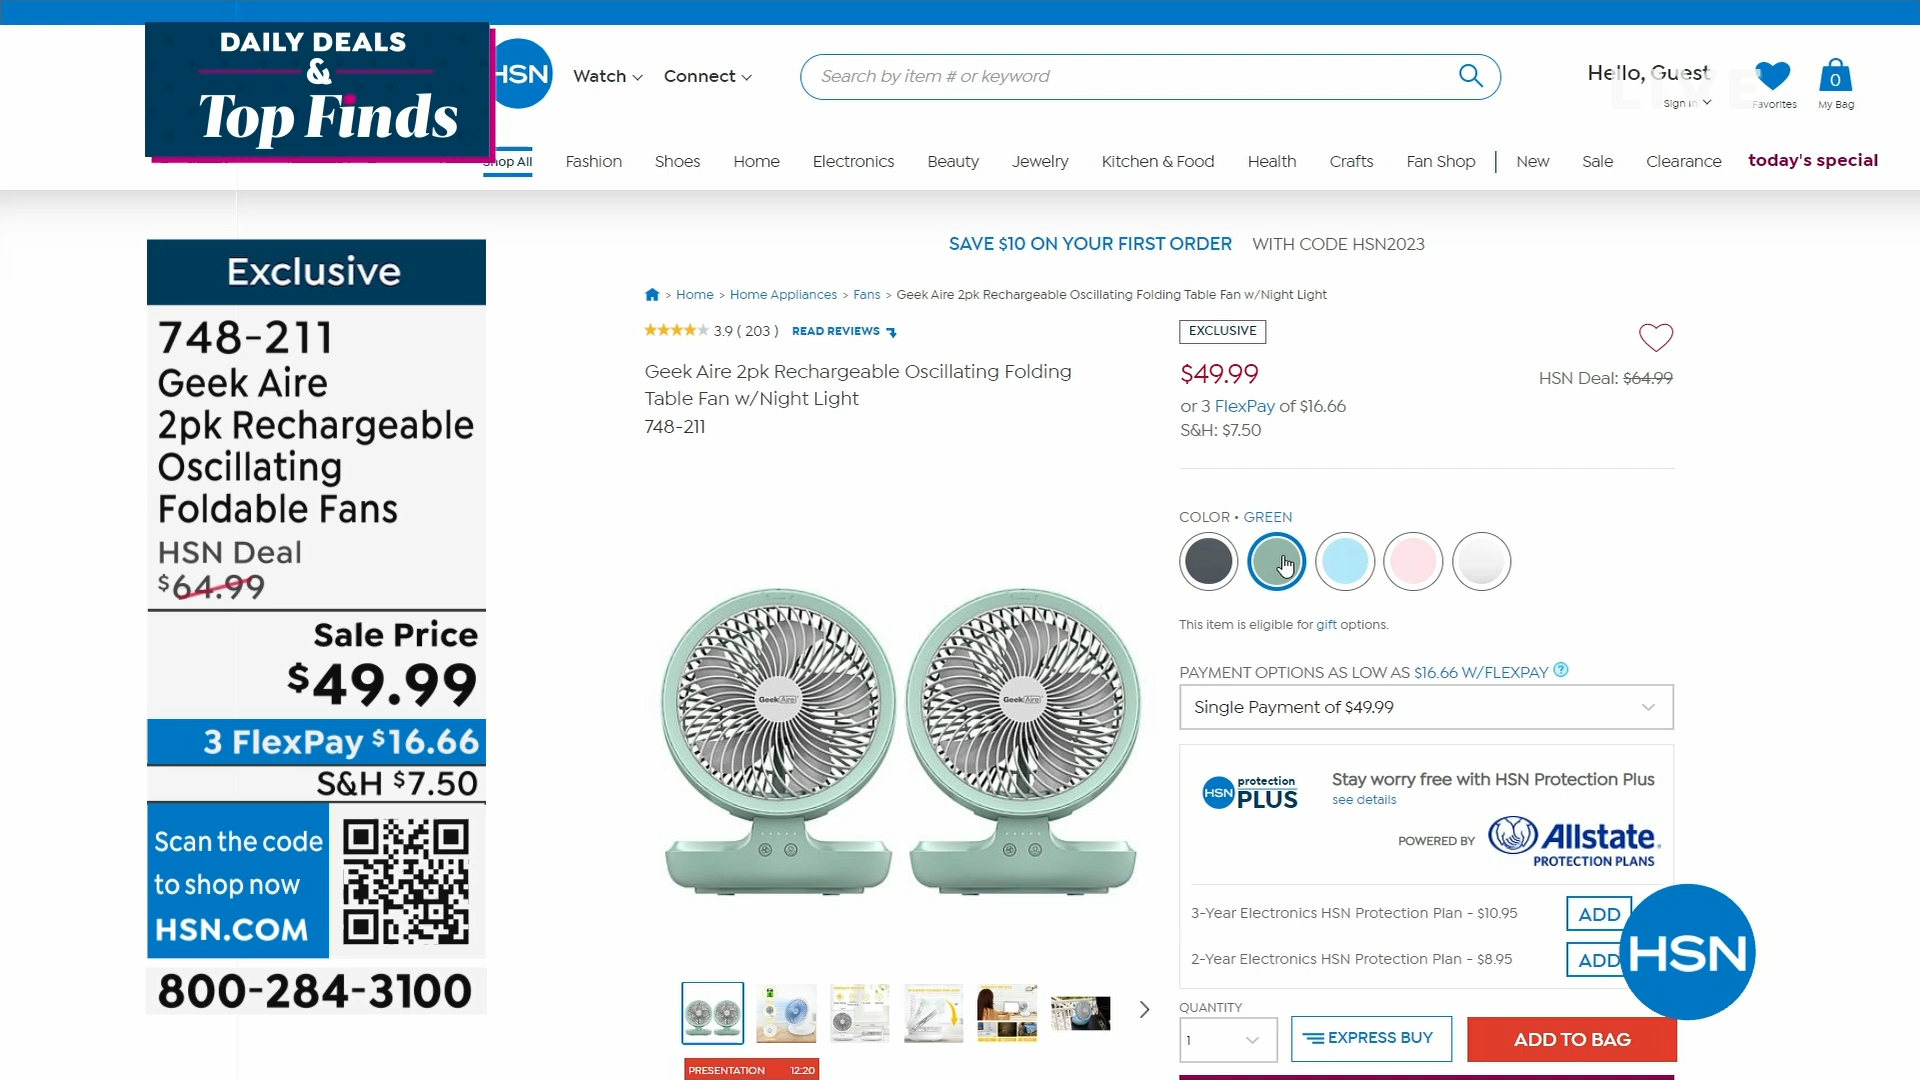 DAILY DEALS
&
Top Finds
HSN
Watch
Connect
Search by item # or keyword
Hello, Guest
Sign in
LIVE
Favorites
0
My Bag
Shop All
Fashion
Shoes
Home
Electronics
Beauty
Jewelry
Kitchen & Food
Health
Crafts
Fan Shop
New
Sale
Clearance
today's special
SAVE $10 ON YOUR FIRST ORDER WITH CODE HSN2023
Exclusive
748-211
Geek Aire
2pk Rechargeable
Oscillating
Foldable Fans
HSN Deal
$64.99
Sale Price
$49.99
3 FlexPay $16.66
S&H $7.50
Scan the code
to shop now
HSN.COM
800-284-3100
> Home > Home Appliances > Fans > Geek Aire 2pk Rechargeable Oscillating Folding Table Fan w/Night Light
3.9 ( 203 ) READ REVIEWS
Geek Aire 2pk Rechargeable Oscillating Folding
Table Fan w/Night Light
748-211
GeekAire
GeekAire
PRESENTATION 12:20
EXCLUSIVE
$49.99
HSN Deal: $64.99
or 3 FlexPay of $16.66
S&H: $7.50
COLOR • GREEN
This item is eligible for gift options.
PAYMENT OPTIONS AS LOW AS $16.66 W/FLEXPAY ?
Single Payment of $49.99
HSN protection PLUS
Stay worry free with HSN Protection Plus
see details
POWERED BY Allstate.
PROTECTION PLANS
3-Year Electronics HSN Protection Plan - $10.95 ADD
2-Year Electronics HSN Protection Plan - $8.95 ADD
HSN
QUANTITY
1
EXPRESS BUY
ADD TO BAG